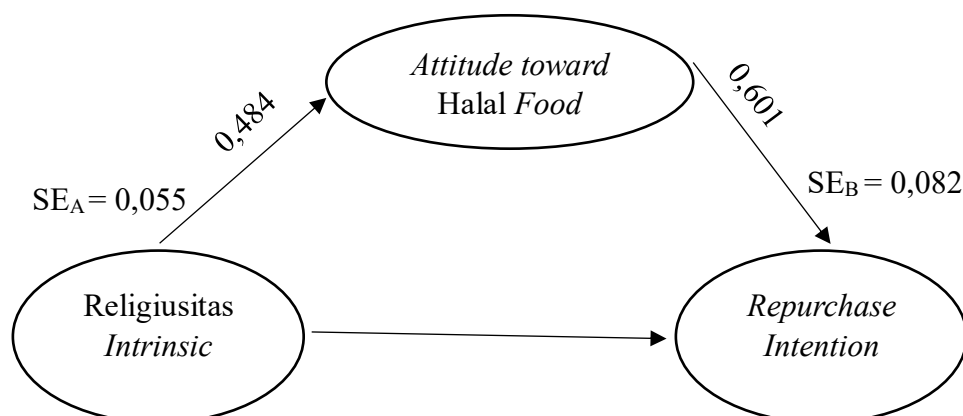 Attitude toward
Halal Food
0,484
0,601
SEA = 0,055
SEB = 0,082
Religiusitas
Intrinsic
Repurchase
Intention